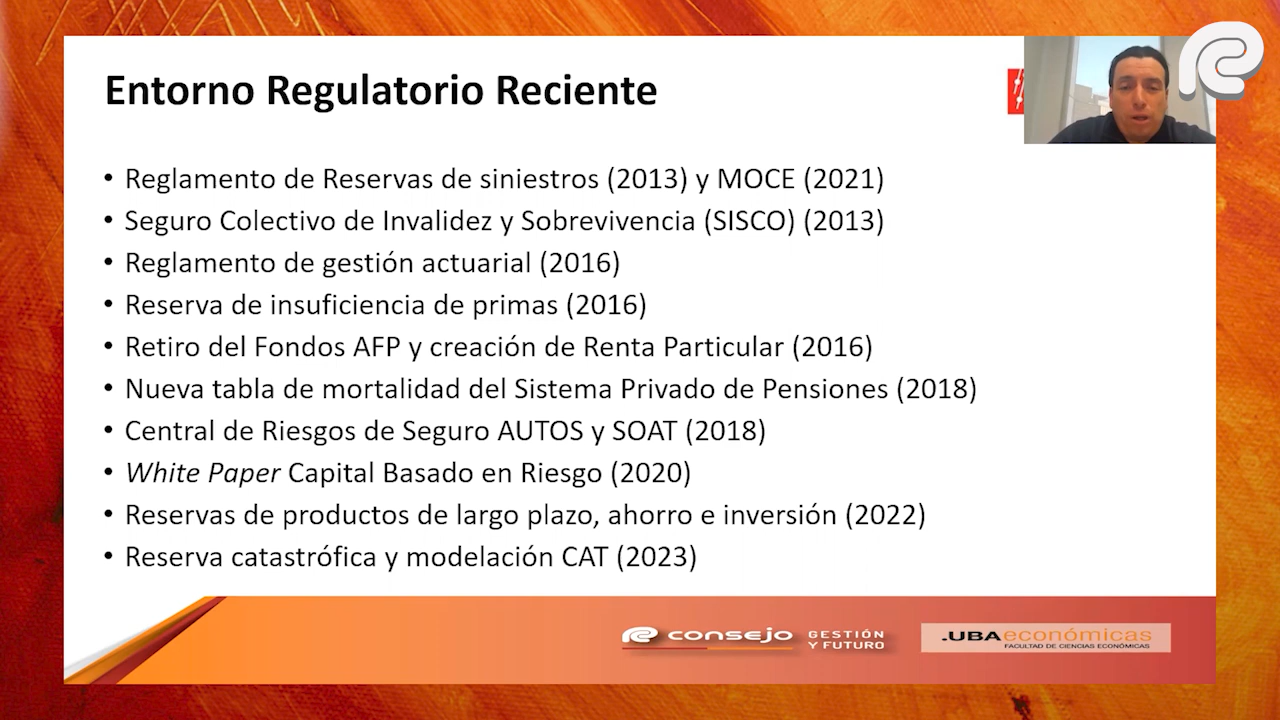 Entorno Regulatorio Reciente
• Reglamento de Reservas de siniestros (2013) y MOCE (2021)
• Seguro Colectivo de Invalidez y Sobrevivencia (SISCO) (2013)
• Reglamento de gestión actuarial (2016)
• Reserva de insuficiencia de primas (2016)
• Retiro del Fondos AFP y creación de Renta Particular (2016)
• Nueva tabla de mortalidad del Sistema Privado de Pensiones (2018)
• Central de Riesgos de Seguro AUTOS y SOAT (2018)
• White Paper Capital Basado en Riesgo (2020)
• Reservas de productos de largo plazo, ahorro e inversión (2022)
• Reserva catastrófica y modelación CAT (2023)
consejo GESTIÓN Y FUTURO
.UBAeconómicas
FACULTAD DE CIENCIAS ECONÓMICAS